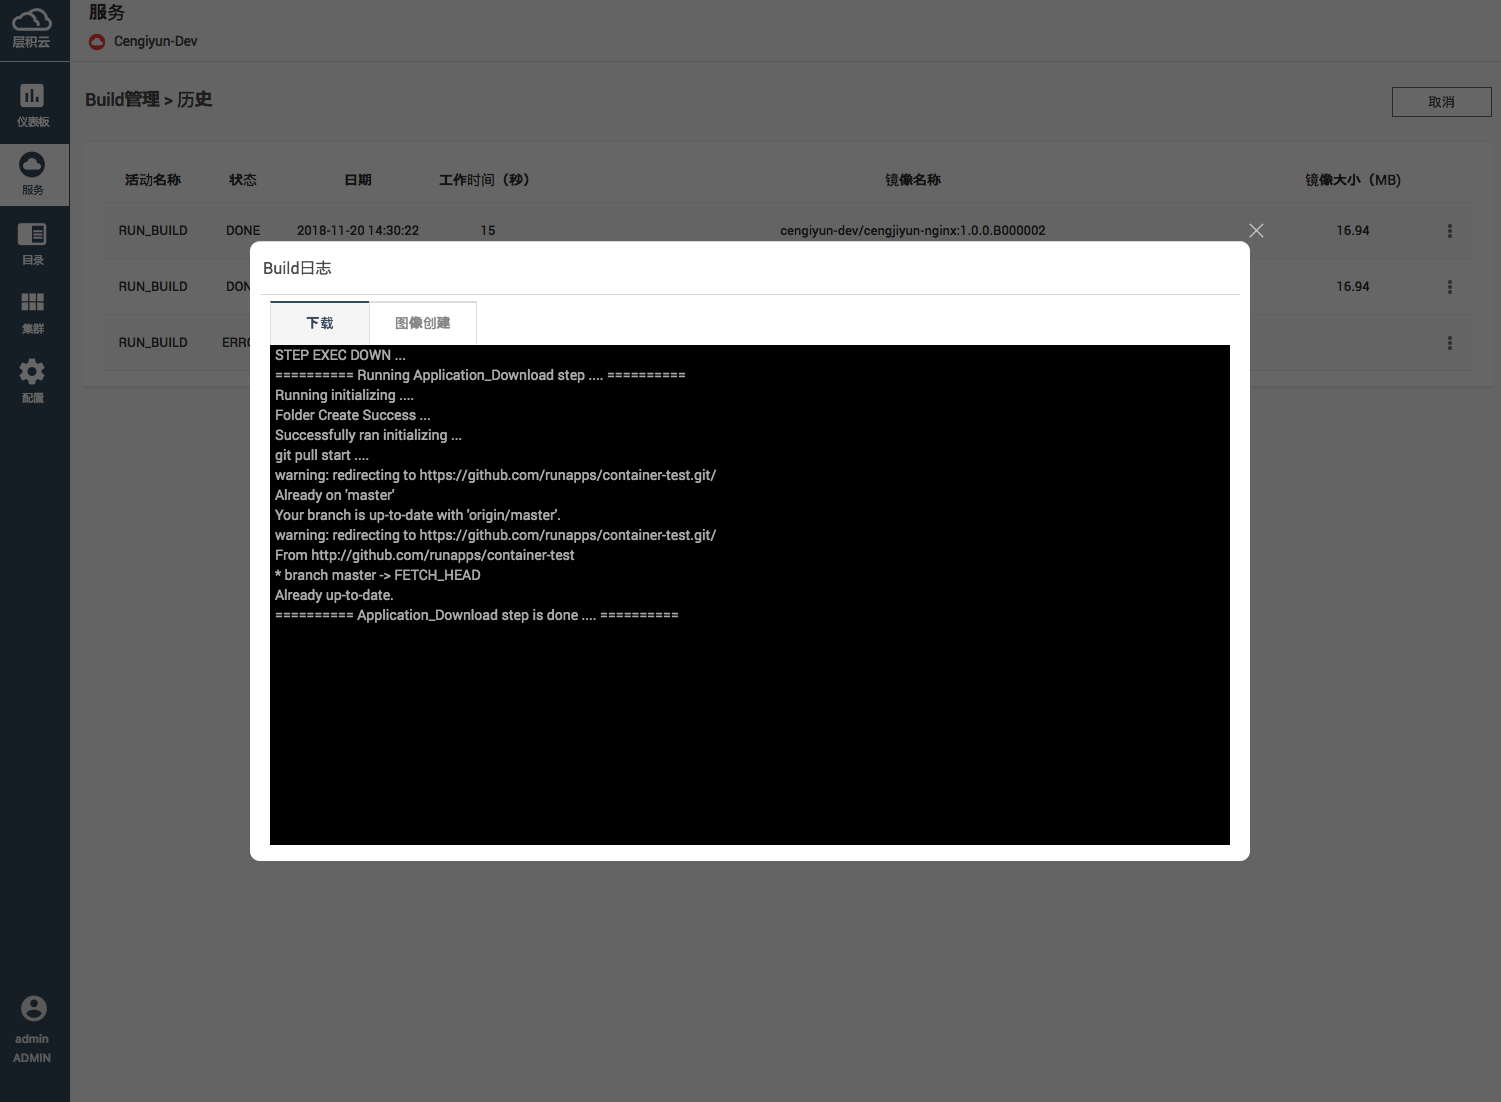 层积云
服务
Cengiyun-Dev
Build管理 > 历史
取消
仪表板
服务
目录
集群
配置
admin
ADMIN
活动名称 状态 日期 工作时间（秒） 镜像名称 镜像大小（MB）
RUN_BUILD DONE 2018-11-20 14:30:22 15 cengiyun-dev/cengjiyun-nginx:1.0.0.B000002 16.94
RUN_BUILD 16.94
RUN_BUILD
Build日志
下载 图像创建
STEP EXEC DOWN ...
========== Running Application_Download step .... ==========
Running initializing ....
Folder Create Success ...
Successfully ran initializing ...
git pull start ....
warning: redirecting to https://github.com/runapps/container-test.git/
Already on 'master'
Your branch is up-to-date with 'origin/master'.
warning: redirecting to https://github.com/runapps/container-test.git/
From http://github.com/runapps/container-test
* branch master -> FETCH_HEAD
Already up-to-date.
========== Application_Download step is done .... ==========